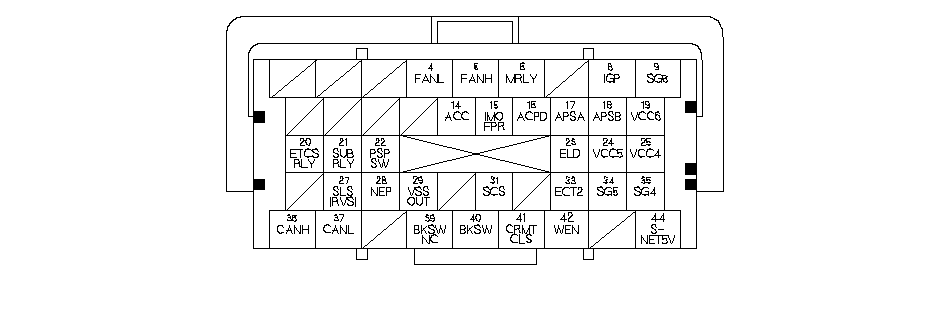 4
FANL
5
FANH
6
MRLY
8
IGP
9
SG6
14
ACC
15
IMO
FPR
16
ACPD
17
APSA
18
APSB
19
VCC6
20
ETCS
RLY
21
SUB
RLY
22
PSP
SW
23
ELD
24
VCC5
25
VCC4
27
SLS
(RVS)
28
NEP
29
VSS
OUT
31
SCS
33
ECT2
34
SG5
35
SG4
36
CANH
37
CANL
39
BKSW
NC
40
BKSW
41
CRMT
CLS
42
WEN
44
S-
NET5V